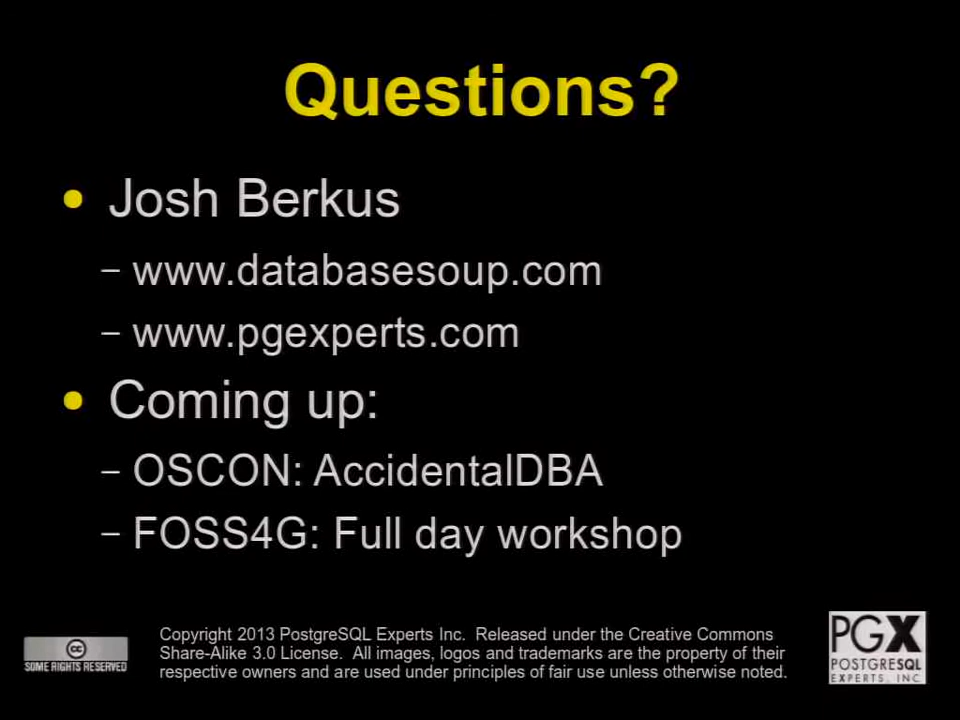 Questions?
Josh Berkus
– www.databasesoup.com
– www.pgexperts.com
Coming up:
– OSCON: AccidentalDBA
– FOSS4G: Full day workshop
Copyright 2013 PostgreSQL Experts Inc. Released under the Creative Commons
Share-Alike 3.0 License. All images, logos and trademarks are the property of their
respective owners and are used under principles of fair use unless otherwise noted.
cc
SOME RIGHTS RESERVED
PGX
POSTGRESQL
EXPERTS, INC